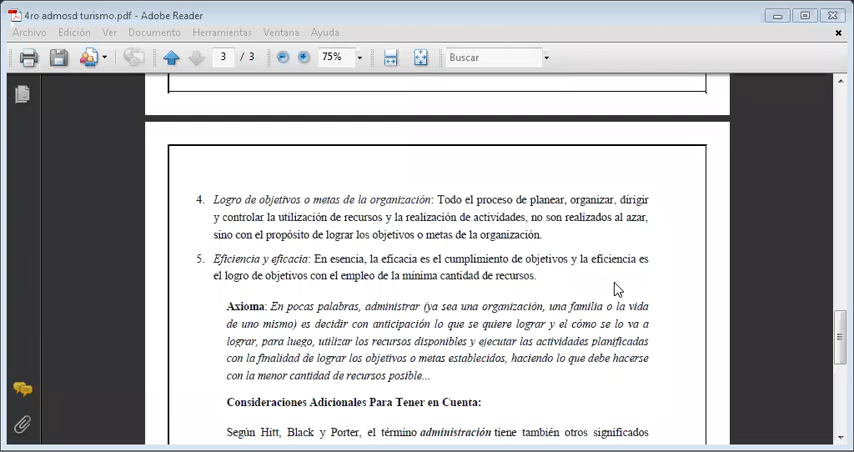 4ro admosd turismo.pdf - Adobe Reader
Archivo Edición Ver Documento Herramientas Ventana Ayuda
3 / 3 75% Buscar
4. Logro de objetivos o metas de la organización: Todo el proceso de planear, organizar, dirigir
y controlar la utilización de recursos y la realización de actividades, no son realizados al azar,
sino con el propósito de lograr los objetivos o metas de la organización.
5. Eficiencia y eficacia: En esencia, la eficacia es el cumplimiento de objetivos y la eficiencia es
el logro de objetivos con el empleo de la mínima cantidad de recursos.
Axioma: En pocas palabras, administrar (ya sea una organización, una familia o la vida
de uno mismo) es decidir con anticipación lo que se quiere lograr y el cómo se lo va a
lograr, para luego, utilizar los recursos disponibles y ejecutar las actividades planificadas
con la finalidad de lograr los objetivos o metas establecidos, haciendo lo que debe hacerse
con la menor cantidad de recursos posible...
Consideraciones Adicionales Para Tener en Cuenta:
Según Hitt, Black y Porter, el término administración tiene también otros significados